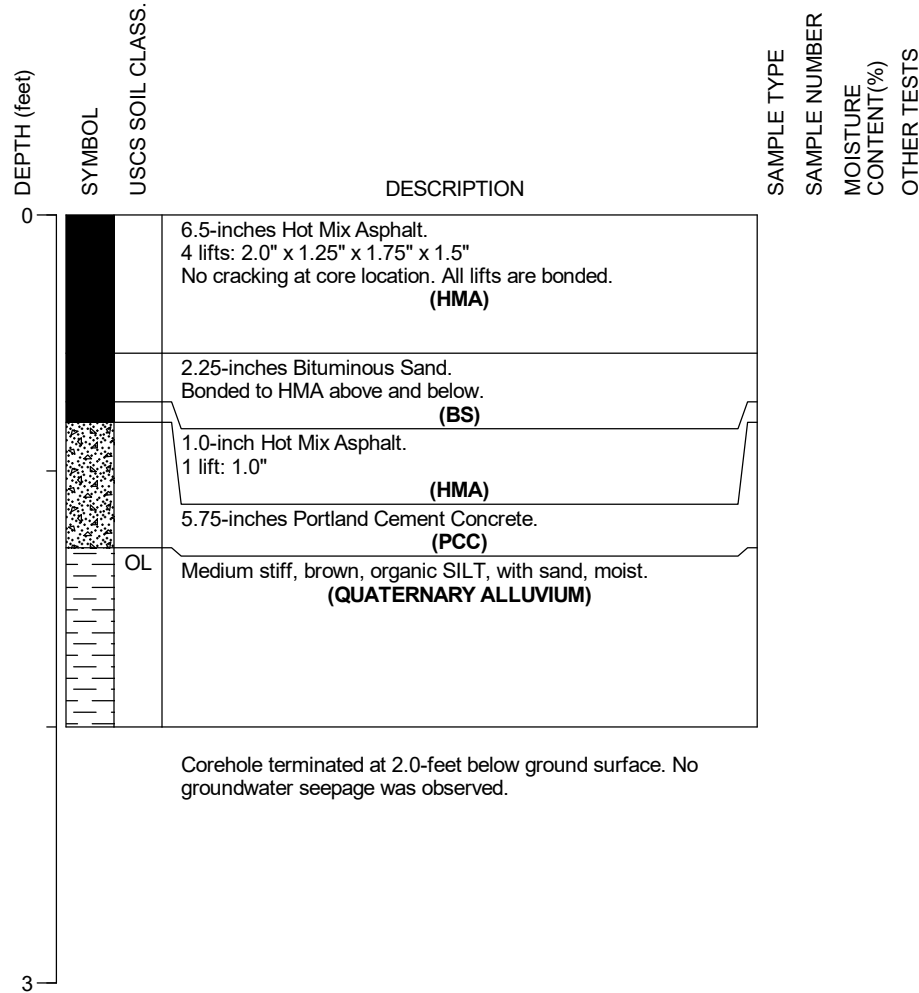 DEPTH (feet)
SYMBOL
USCS SOIL CLASS.
DESCRIPTION
SAMPLE TYPE
SAMPLE NUMBER
MOISTURE
CONTENT(%)
OTHER TESTS
0
6.5-inches Hot Mix Asphalt.
4 lifts: 2.0" x 1.25" x 1.75" x 1.5"
No cracking at core location. All lifts are bonded.
(HMA)
2.25-inches Bituminous Sand.
Bonded to HMA above and below.
(BS)
1.0-inch Hot Mix Asphalt.
1 lift: 1.0"
(HMA)
5.75-inches Portland Cement Concrete.
(PCC)
OL
Medium stiff, brown, organic SILT, with sand, moist.
(QUATERNARY ALLUVIUM)
Corehole terminated at 2.0-feet below ground surface. No
groundwater seepage was observed.
3